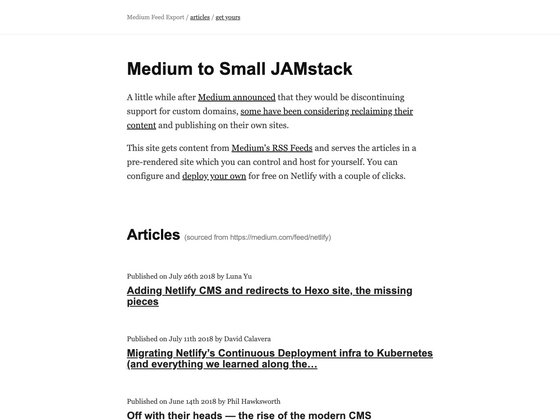 Medium Feed Export / articles / get yours
Medium to Small JAMstack
A little while after Medium announced that they would be discontinuing
support for custom domains, some have been considering reclaiming their
content and publishing on their own sites.
This site gets content from Medium's RSS Feeds and serves the articles in a
pre-rendered site which you can control and host for yourself. You can
configure and deploy your own for free on Netlify with a couple of clicks.
Articles (sourced from https://medium.com/feed/netlify)
Published on July 26th 2018 by Luna Yu
Adding Netlify CMS and redirects to Hexo site, the missing
pieces
Published on July 11th 2018 by David Calavera
Migrating Netlify's Continuous Deployment infra to Kubernetes
(and everything we learned along the…
Published on June 14th 2018 by Phil Hawksworth
Off with their heads — the rise of the modern CMS